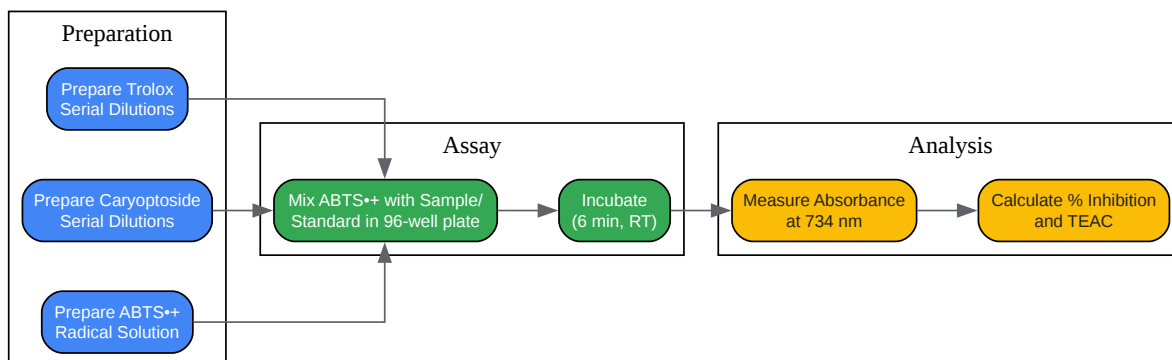 Preparation
Prepare Trolox
Serial Dilutions
Prepare Caryoptoside
Serial Dilutions
Prepare ABTS•+
Radical Solution
Assay
Mix ABTS•+ with Sample/
Standard in 96-well plate
Incubate
(6 min, RT)
Analysis
Measure Absorbance
at 734 nm
Calculate % Inhibition
and TEAC